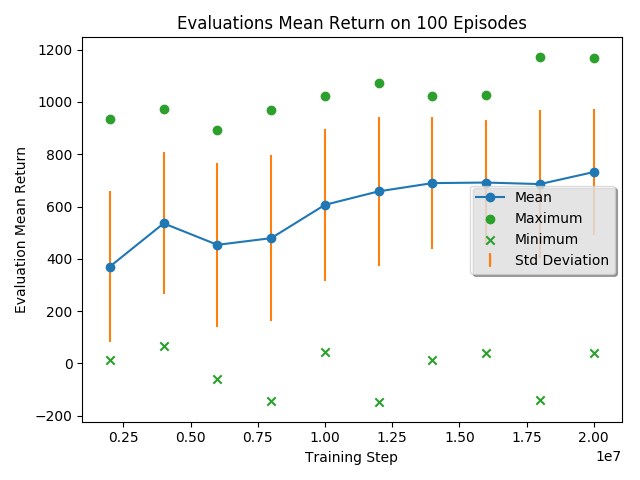 Evaluations Mean Return on 100 Episodes
1200
1000
800
600
400
200
0
−200
Evaluation Mean Return
Mean
Maximum
Minimum
Std Deviation
0.25 0.50 0.75 1.00 1.25 1.50 1.75 2.00
1e7
Training Step